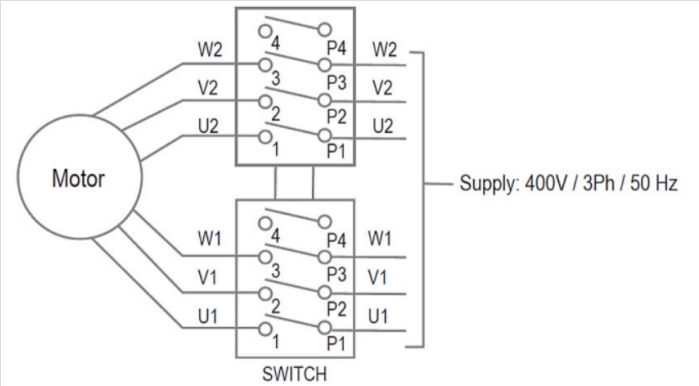 4 P4
W2 W2
3 P3
V2 V2
2 P2
U2 U2
1 P1
Motor
Supply: 400V / 3Ph / 50 Hz
4 P4
W1 W1
3 P3
V1 V1
2 P2
U1 U1
1 P1
SWITCH